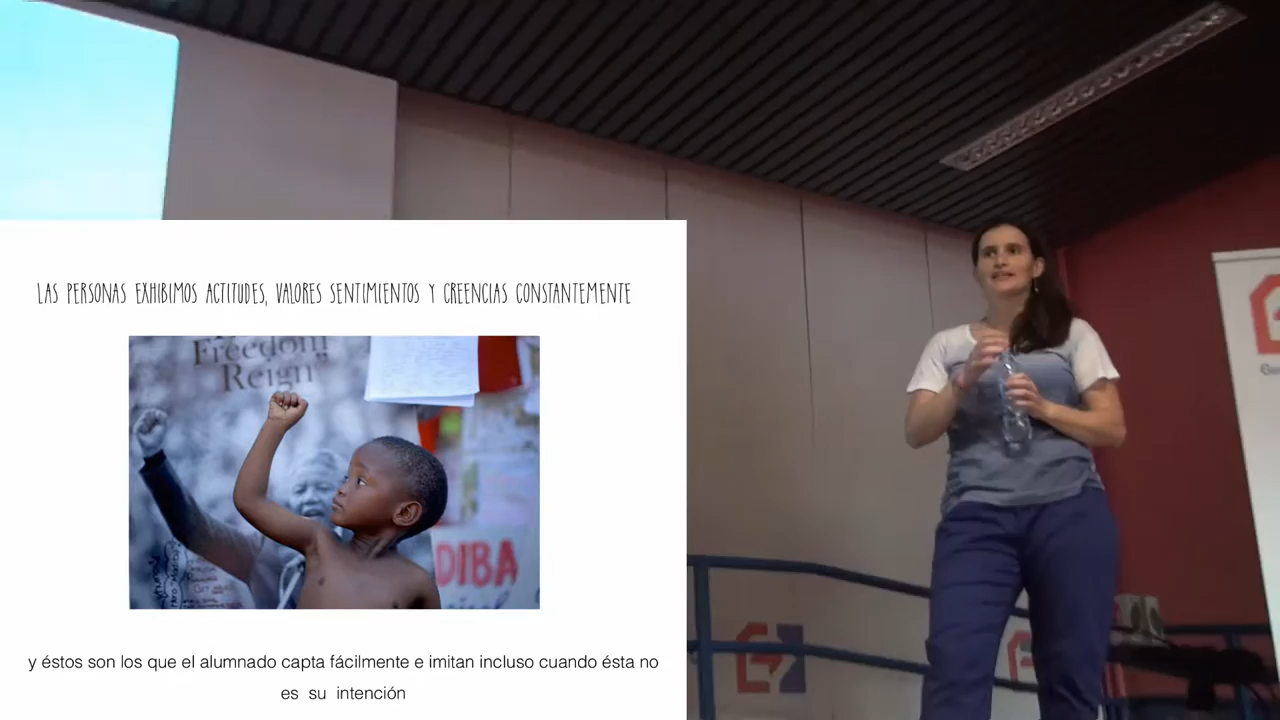 LAS PERSONAS EXHIBIMOS ACTITUDES, VALORES SENTIMIENTOS Y CREENCIAS CONSTANTEMENTE
Freedom
Reign"
DIBA
y éstos son los que el alumnado capta fácilmente e imitan incluso cuando ésta no
es su intención